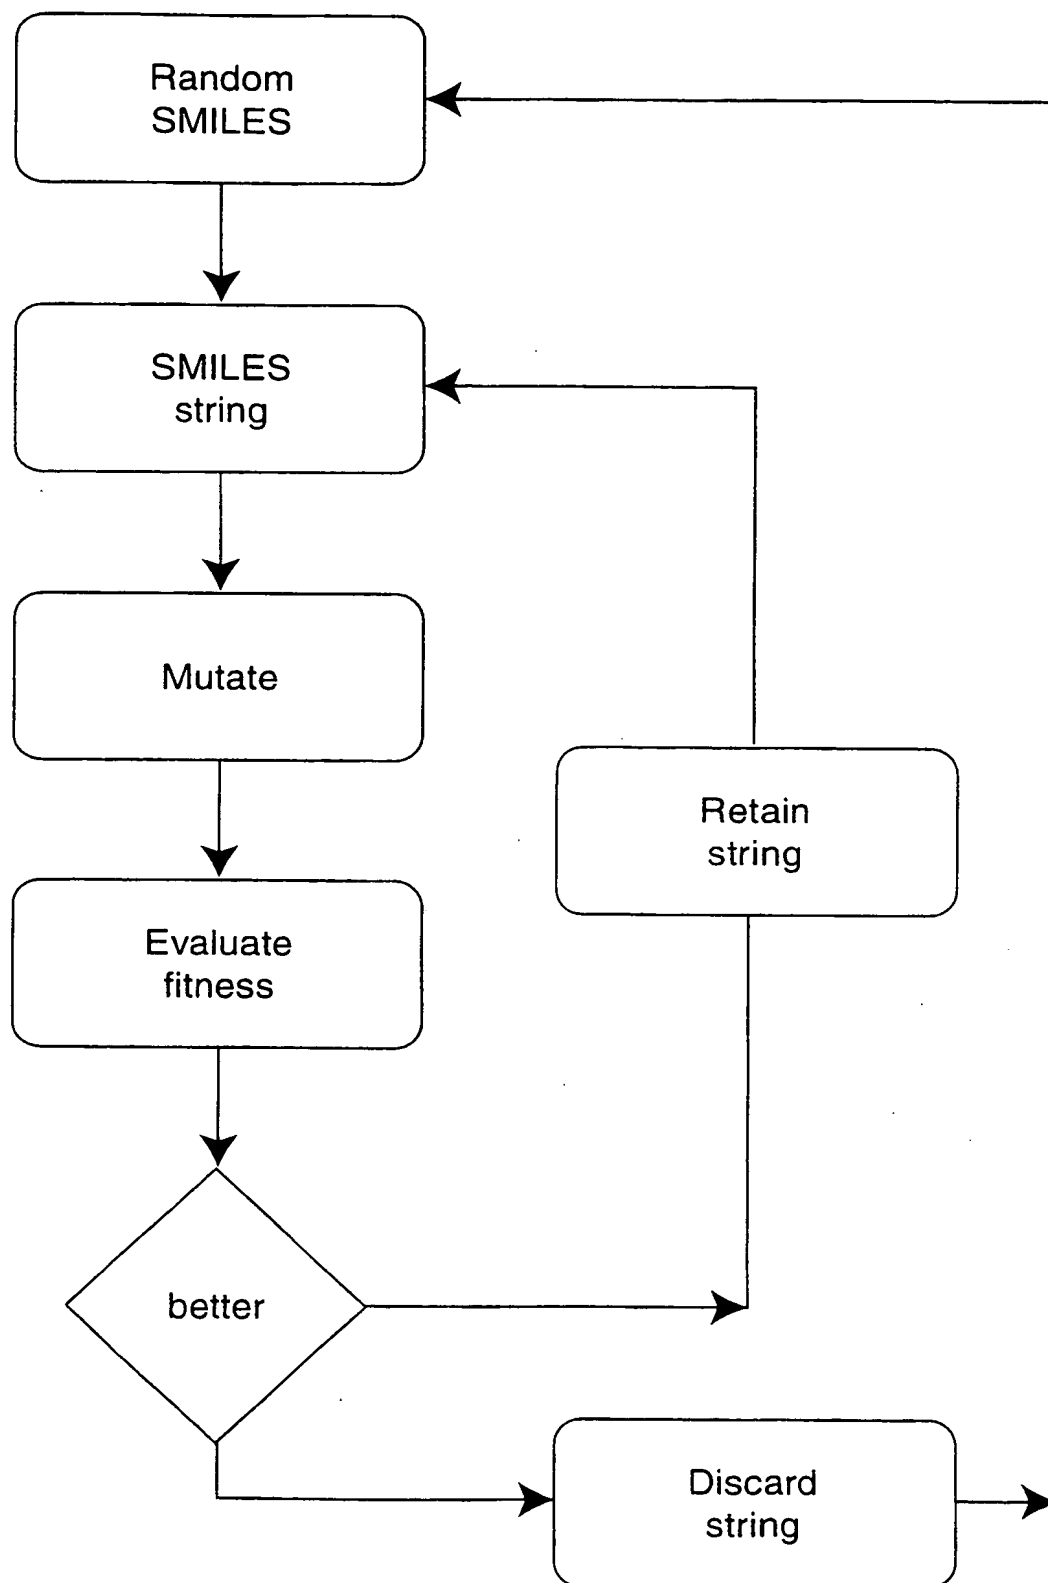 Random
SMILES
SMILES
string
Mutate
Retain
string
Evaluate
fitness
better
Discard
string